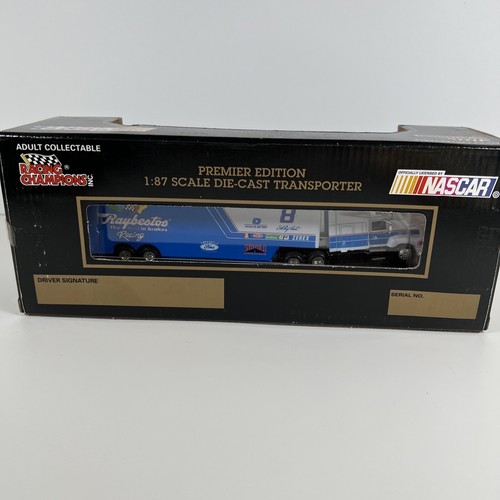 ADULT COLLECTABLE
RACING
CHAMPIONS INC.
PREMIER EDITION
1:87 SCALE DIE-CAST TRANSPORTER
OFFICIALLY LICENSED BY
NASCAR®
Raybestos
Racing
8
Ford
DRIVER SIGNATURE
SERIAL NO.